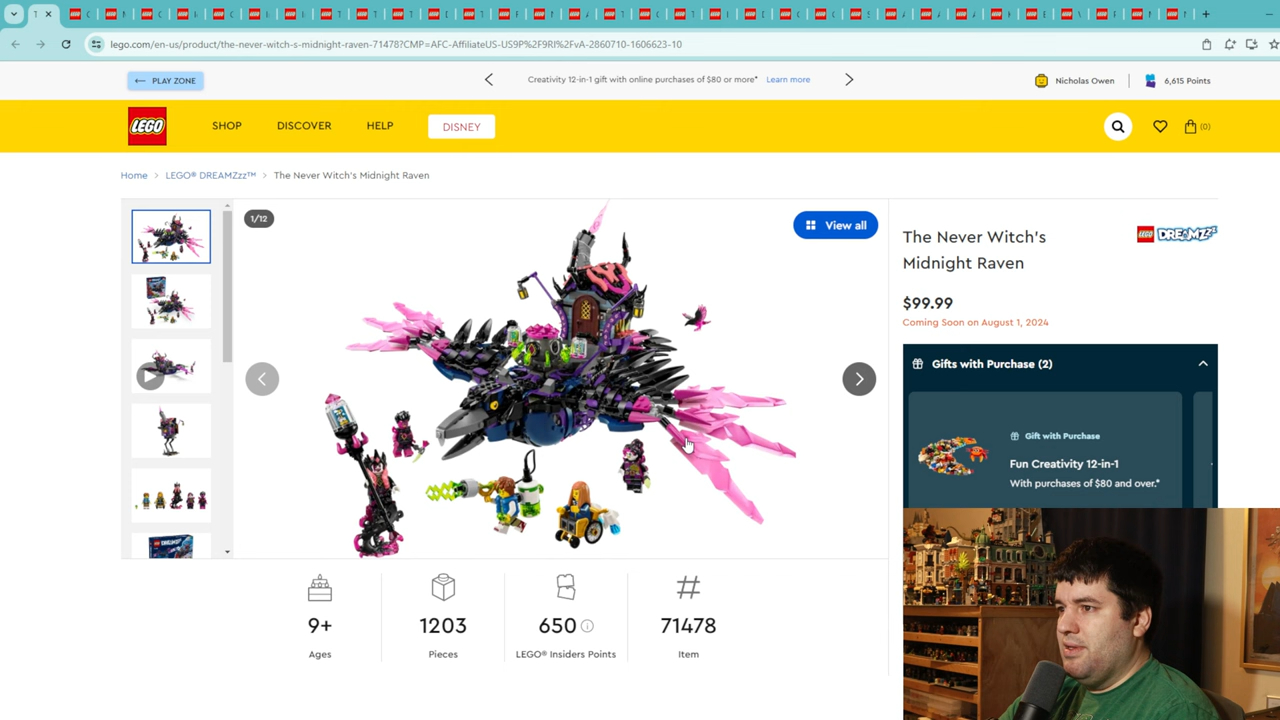 lego.com/en-us/product/the-never-witch-s-midnight-raven-71478?CMP=AFC-AffiliateUS-US9P%2F9RI%2FvA-2860710-1606623-10
← PLAY ZONE
Creativity 12-in-1 gift with online purchases of $80 or more* Learn more
Nicholas Owen
6,615 Points
LEGO
SHOP
DISCOVER
HELP
DISNEY
(0)
Home > LEGO® DREAMZzz™ > The Never Witch's Midnight Raven
1/12
View all
The Never Witch's
Midnight Raven
LEGO DREAMZzz
$99.99
Coming Soon on August 1, 2024
Gifts with Purchase (2)
Gift with Purchase
Fun Creativity 12-in-1
With purchases of $80 and over.*
9+
Ages
1203
Pieces
650
LEGO® Insiders Points
#
71478
Item